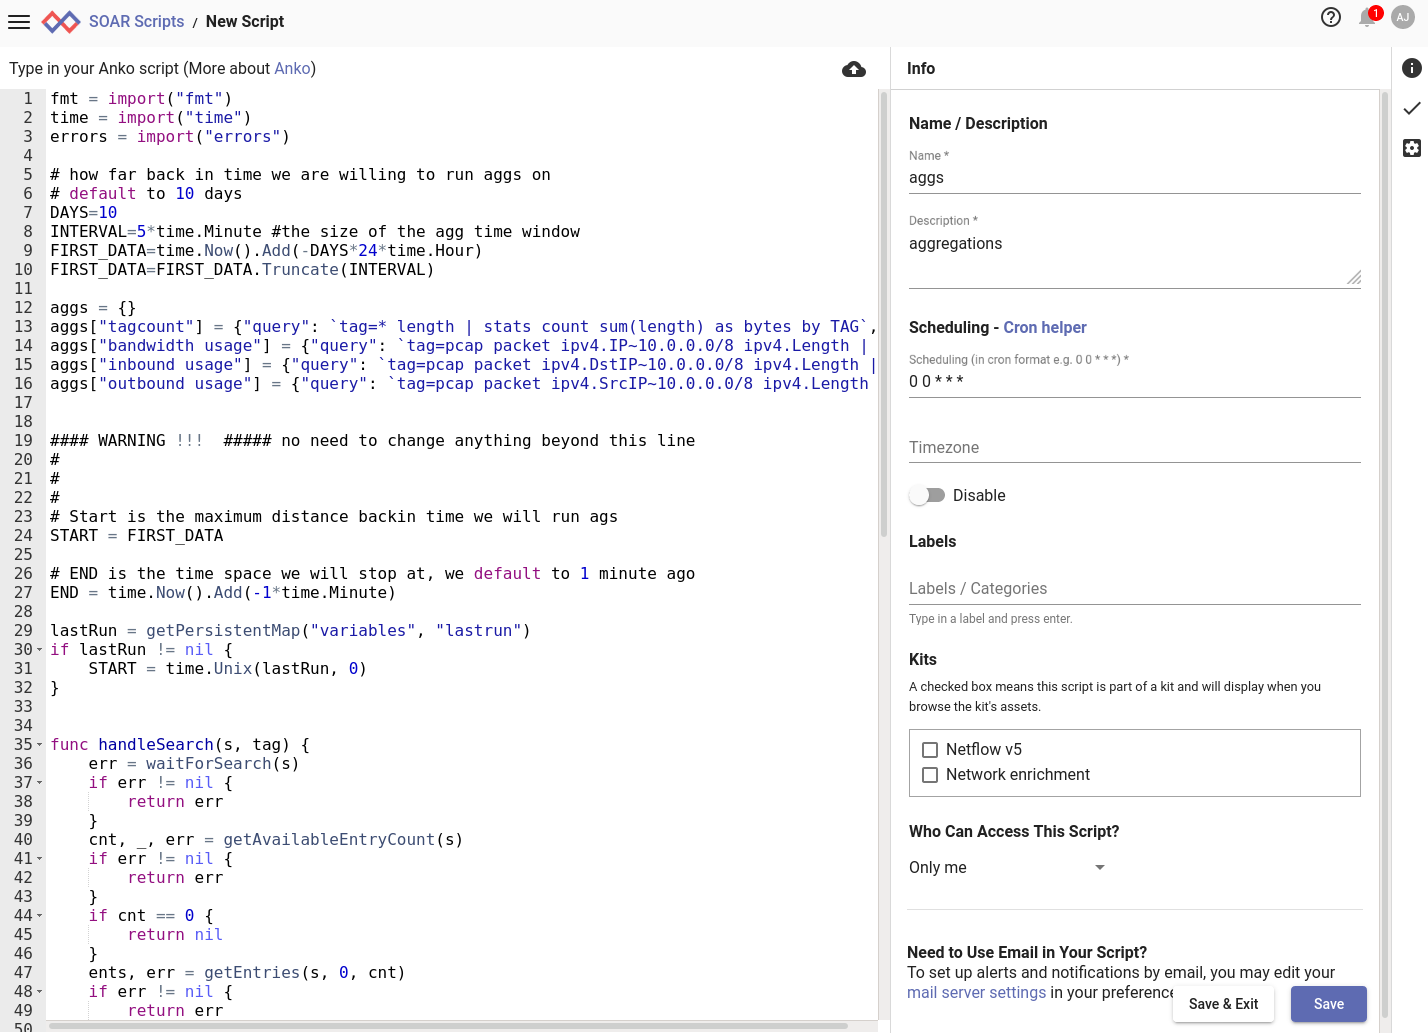 SOAR Scripts / New Script
1
AJ
Type in your Anko script (More about Anko)
1 fmt = import("fmt")
2 time = import("time")
3 errors = import("errors")
4
5 # how far back in time we are willing to run aggs on
6 # default to 10 days
7 DAYS=10
8 INTERVAL=5*time.Minute #the size of the agg time window
9 FIRST_DATA=time.Now().Add(-DAYS*24*time.Hour)
10 FIRST_DATA=FIRST_DATA.Truncate(INTERVAL)
11
12 aggs = {}
13 aggs["tagcount"] = {"query": `tag=* length | stats count sum(length) as bytes by TAG`,
14 aggs["bandwidth usage"] = {"query": `tag=pcap packet ipv4.IP~10.0.0.0/8 ipv4.Length |
15 aggs["inbound usage"] = {"query": `tag=pcap packet ipv4.DstIP~10.0.0.0/8 ipv4.Length |
16 aggs["outbound usage"] = {"query": `tag=pcap packet ipv4.SrcIP~10.0.0.0/8 ipv4.Length
17
18
19 #### WARNING !!!  ##### no need to change anything beyond this line
20 #
21 #
22 #
23 # Start is the maximum distance backin time we will run ags
24 START = FIRST_DATA
25
26 # END is the time space we will stop at, we default to 1 minute ago
27 END = time.Now().Add(-1*time.Minute)
28
29 lastRun = getPersistentMap("variables", "lastrun")
30 if lastRun != nil {
31     START = time.Unix(lastRun, 0)
32 }
33
34
35 func handleSearch(s, tag) {
36     err = waitForSearch(s)
37     if err != nil {
38         return err
39     }
40     cnt, _, err = getAvailableEntryCount(s)
41     if err != nil {
42         return err
43     }
44     if cnt == 0 {
45         return nil
46     }
47     ents, err = getEntries(s, 0, cnt)
48     if err != nil {
49         return err
50
Info
Name / Description
Name *
aggs
Description *
aggregations
Scheduling - Cron helper
Scheduling (in cron format e.g. 0 0 * * *) *
0 0 * * *
Timezone
Disable
Labels
Labels / Categories
Type in a label and press enter.
Kits
A checked box means this script is part of a kit and will display when you
browse the kit's assets.
Netflow v5
Network enrichment
Who Can Access This Script?
Only me
Need to Use Email in Your Script?
To set up alerts and notifications by email, you may edit your
mail server settings in your preference
Save & Exit
Save